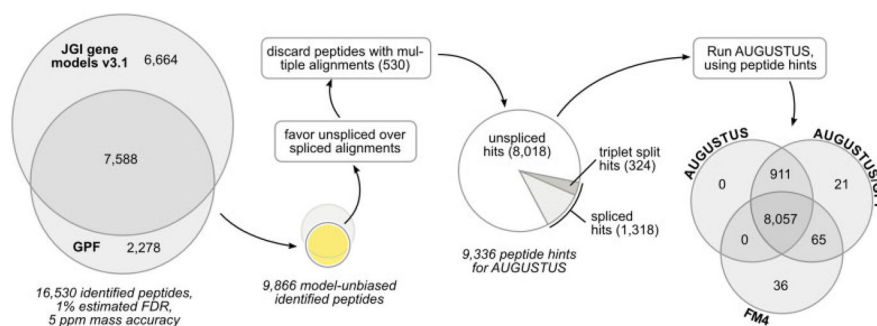 JGI gene
models v3.1
6,664
7,588
GPF
2,278
16,530 identified peptides,
1% estimated FDR,
5 ppm mass accuracy
discard peptides with mul-
tiple alignments (530)
favor unspliced over
spliced alignments
9,866 model-unbiased
identified peptides
unspliced
hits (8,018)
triplet split
hits (324)
spliced
hits (1,318)
9,336 peptide hints
for AUGUSTUS
Run AUGUSTUS,
using peptide hints
AUGUSTUS
AUGUSTUS/GPF
0
911
21
8,057
0
65
36
FM4